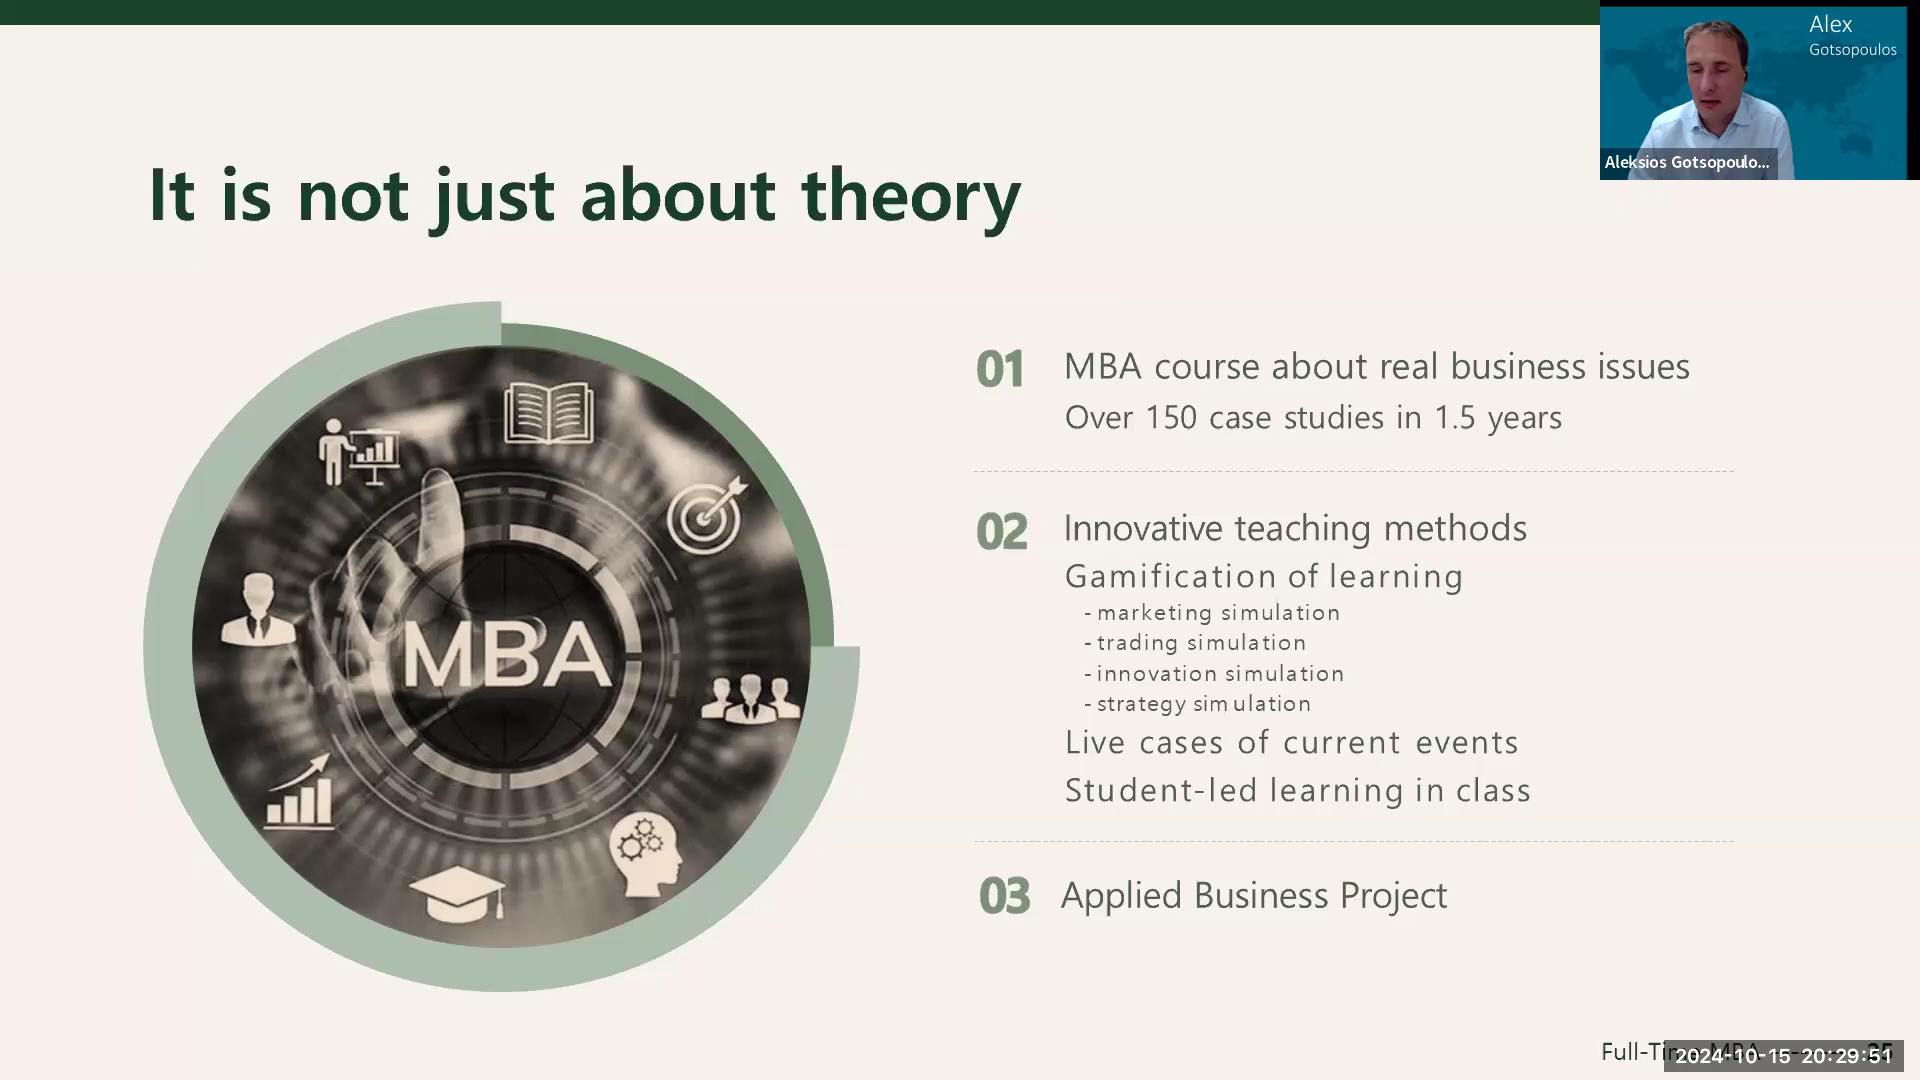 Alex
Gotsopoulos
Aleksios Gotsopoulo...
It is not just about theory
MBA
01 MBA course about real business issues
Over 150 case studies in 1.5 years
02 Innovative teaching methods
Gamification of learning
- marketing simulation
- trading simulation
- innovation simulation
- strategy simulation
Live cases of current events
Student-led learning in class
03 Applied Business Project
Full-Time MBA
2024-10-15 20:29:51